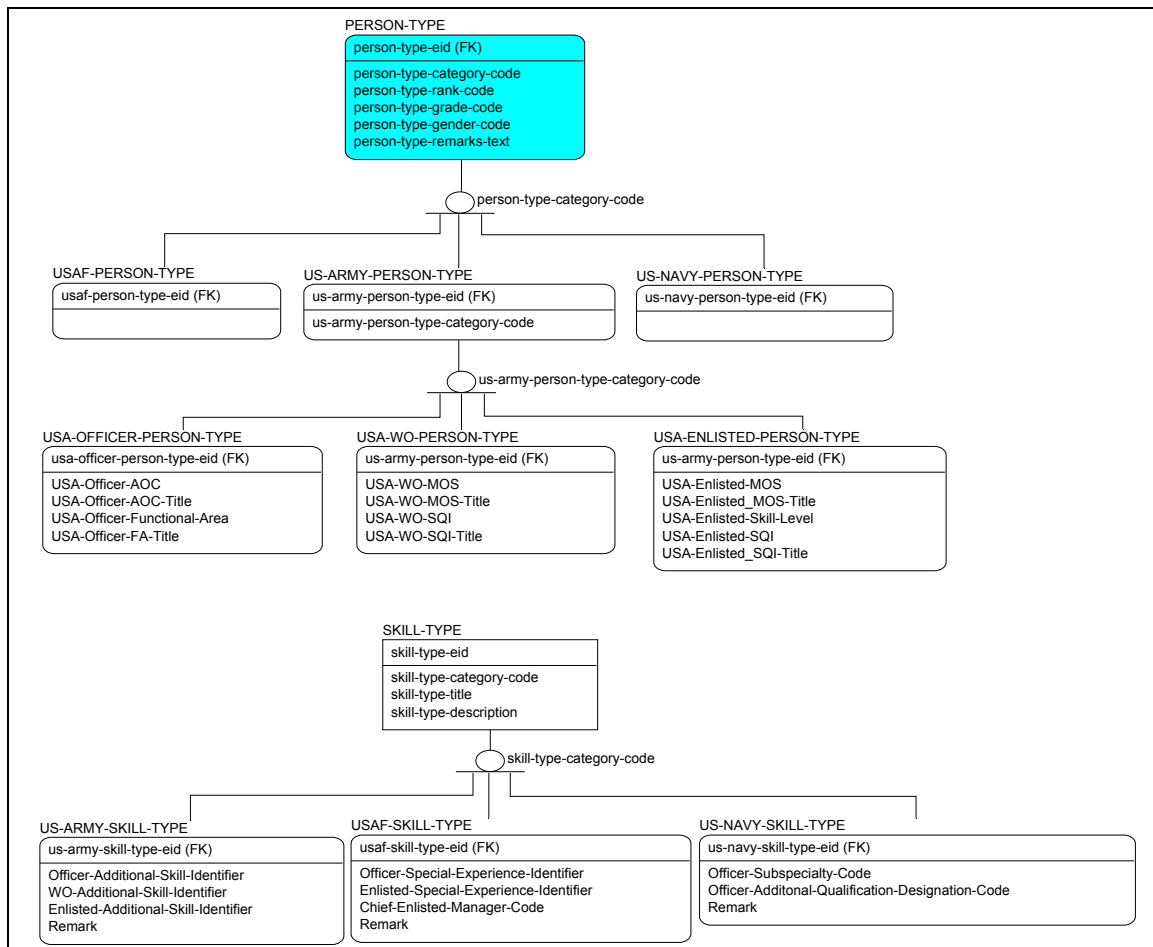 PERSON-TYPE
person-type-eid (FK)
person-type-category-code
person-type-rank-code
person-type-grade-code
person-type-gender-code
person-type-remarks-text
person-type-category-code
USAF-PERSON-TYPE
usaf-person-type-eid (FK)
US-ARMY-PERSON-TYPE
us-army-person-type-eid (FK)
us-army-person-type-category-code
US-NAVY-PERSON-TYPE
us-navy-person-type-eid (FK)
us-army-person-type-category-code
USA-OFFICER-PERSON-TYPE
usa-officer-person-type-eid (FK)
USA-Officer-AOC
USA-Officer-AOC-Title
USA-Officer-Functional-Area
USA-Officer-FA-Title
USA-WO-PERSON-TYPE
us-army-person-type-eid (FK)
USA-WO-MOS
USA-WO-MOS-Title
USA-WO-SQI
USA-WO-SQI-Title
USA-ENLISTED-PERSON-TYPE
us-army-person-type-eid (FK)
USA-Enlisted-MOS
USA-Enlisted_MOS-Title
USA-Enlisted-Skill-Level
USA-Enlisted-SQI
USA-Enlisted_SQI-Title
SKILL-TYPE
skill-type-eid
skill-type-category-code
skill-type-title
skill-type-description
skill-type-category-code
US-ARMY-SKILL-TYPE
us-army-skill-type-eid (FK)
Officer-Additional-Skill-Identifier
WO-Additional-Skill-Identifier
Enlisted-Additional-Skill-Identifier
Remark
USAF-SKILL-TYPE
usaf-skill-type-eid (FK)
Officer-Special-Experience-Identifier
Enlisted-Special-Experience-Identifier
Chief-Enlisted-Manager-Code
Remark
US-NAVY-SKILL-TYPE
us-navy-skill-type-eid (FK)
Officer-Subspecialty-Code
Officer-Additonal-Qualification-Designation-Code
Remark